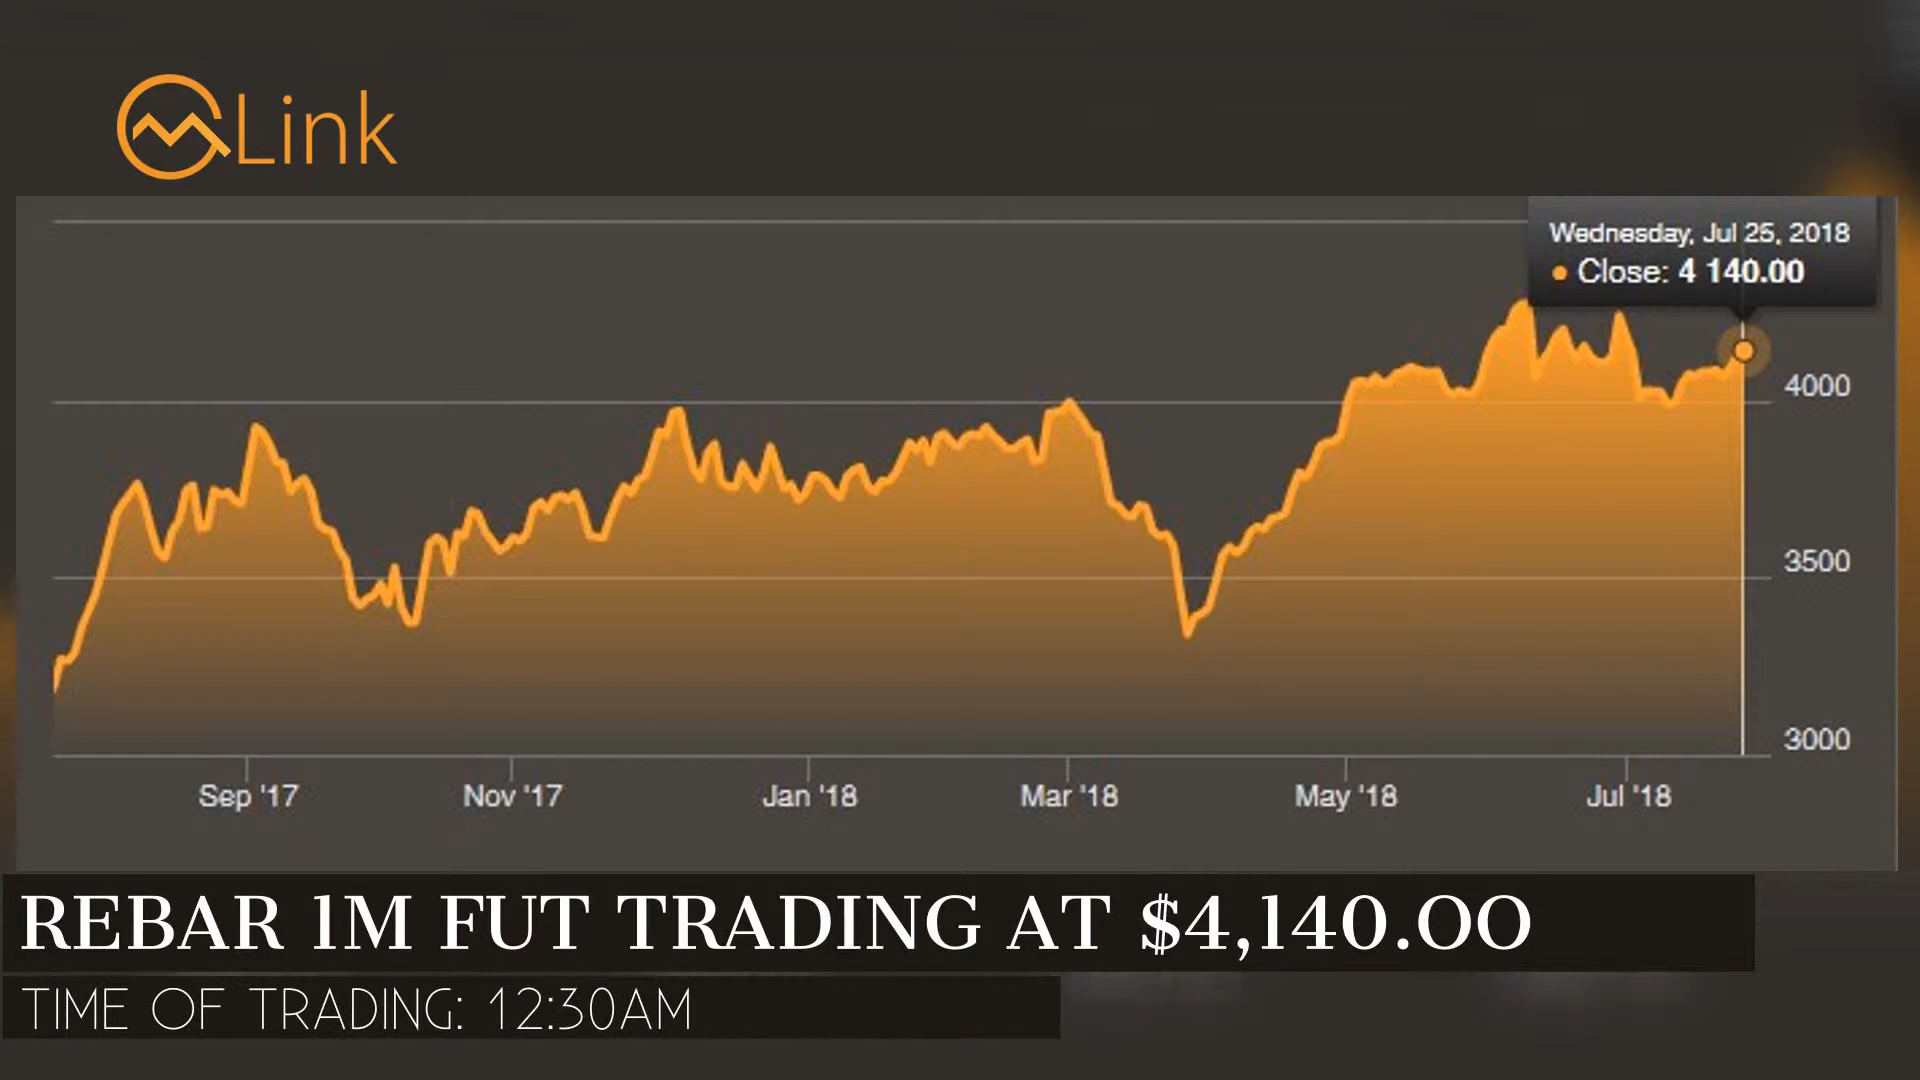 Link
Wednesday, Jul 25, 2018
● Close: 4 140.00
4000
3500
3000
Sep '17 Nov '17 Jan '18 Mar '18 May '18 Jul '18
REBAR 1M FUT TRADING AT $4,140.00
TIME OF TRADING: 12:30AM